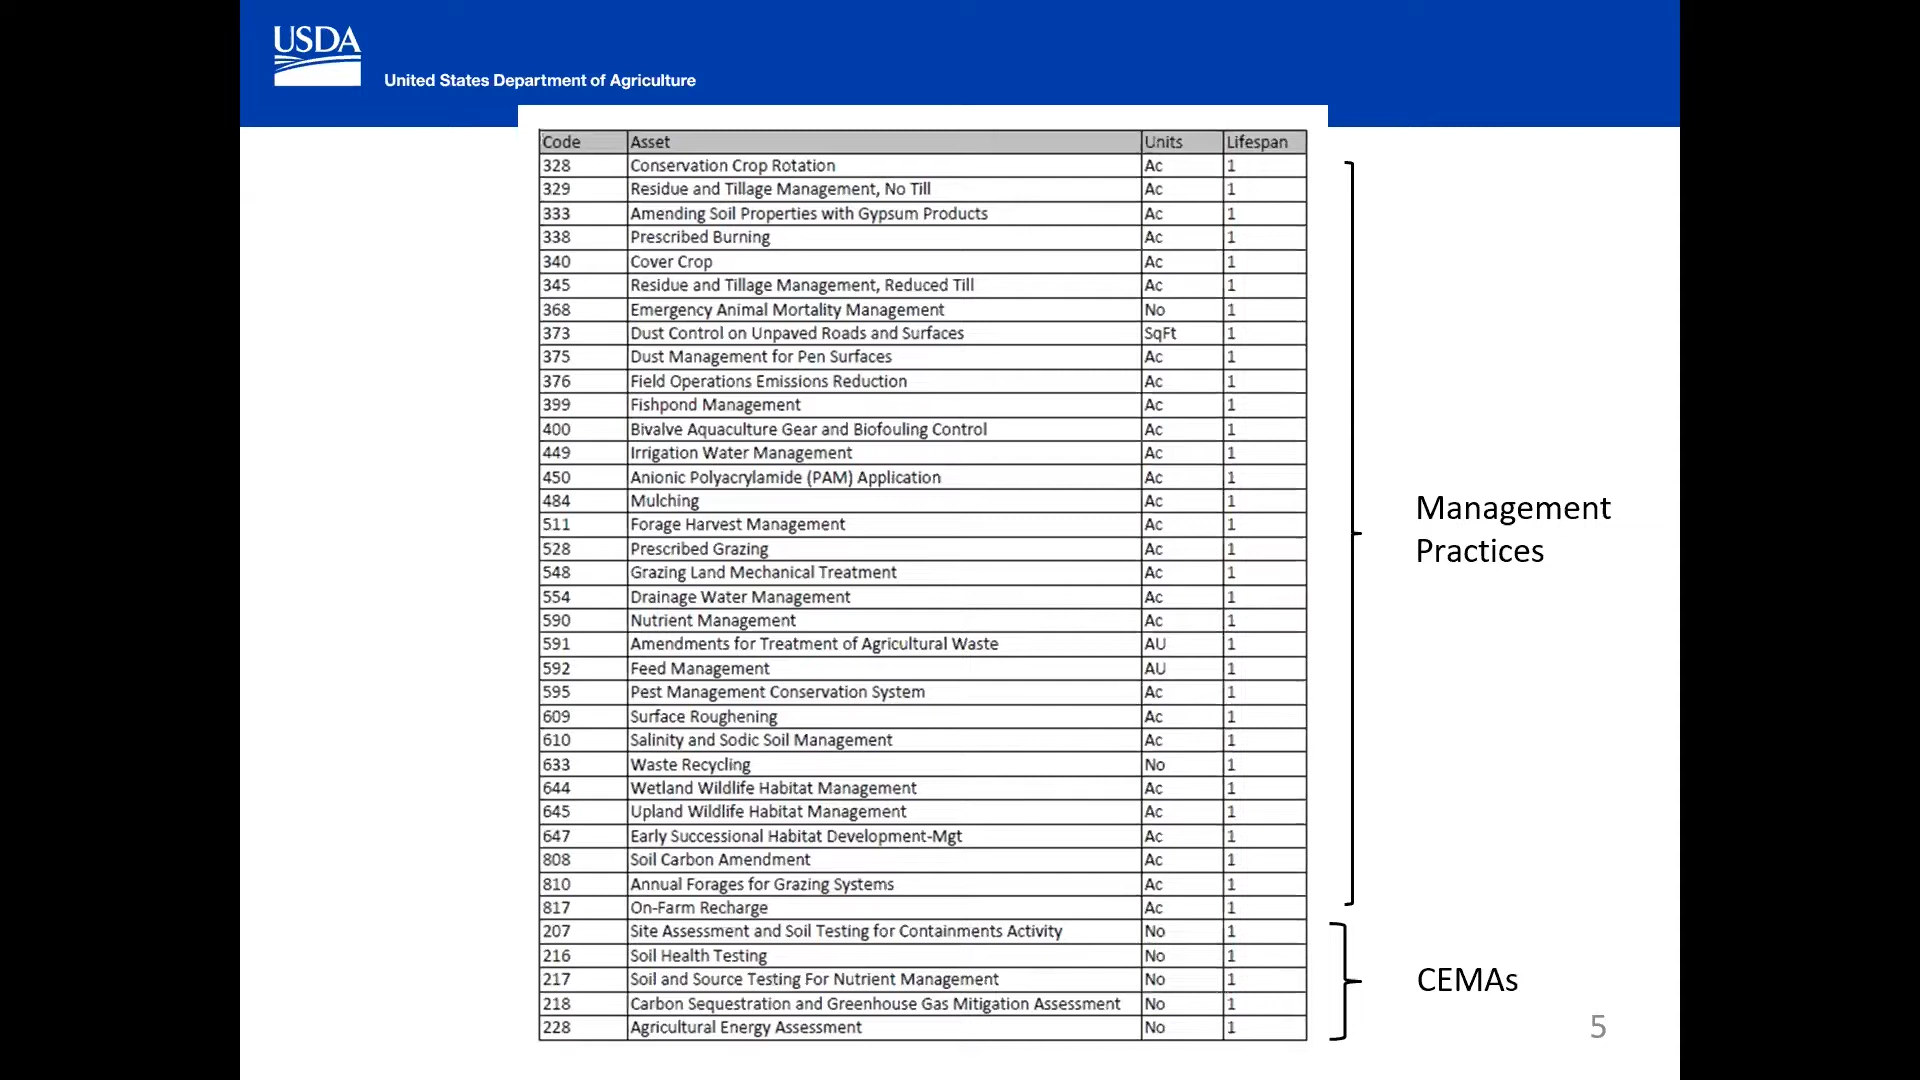 USDA
United States Department of Agriculture
Code Asset Units Lifespan
328 Conservation Crop Rotation Ac 1
329 Residue and Tillage Management, No Till Ac 1
333 Amending Soil Properties with Gypsum Products Ac 1
338 Prescribed Burning Ac 1
340 Cover Crop Ac 1
345 Residue and Tillage Management, Reduced Till Ac 1
368 Emergency Animal Mortality Management No 1
373 Dust Control on Unpaved Roads and Surfaces SqFt 1
375 Dust Management for Pen Surfaces Ac 1
376 Field Operations Emissions Reduction Ac 1
399 Fishpond Management Ac 1
400 Bivalve Aquaculture Gear and Biofouling Control Ac 1
449 Irrigation Water Management Ac 1
450 Anionic Polyacrylamide (PAM) Application Ac 1
484 Mulching Ac 1
511 Forage Harvest Management Ac 1
528 Prescribed Grazing Ac 1
548 Grazing Land Mechanical Treatment Ac 1
554 Drainage Water Management Ac 1
590 Nutrient Management Ac 1
591 Amendments for Treatment of Agricultural Waste AU 1
592 Feed Management AU 1
595 Pest Management Conservation System Ac 1
609 Surface Roughening Ac 1
610 Salinity and Sodic Soil Management Ac 1
633 Waste Recycling No 1
644 Wetland Wildlife Habitat Management Ac 1
645 Upland Wildlife Habitat Management Ac 1
647 Early Successional Habitat Development-Mgt Ac 1
808 Soil Carbon Amendment Ac 1
810 Annual Forages for Grazing Systems Ac 1
817 On-Farm Recharge Ac 1
207 Site Assessment and Soil Testing for Containments Activity No 1
216 Soil Health Testing No 1
217 Soil and Source Testing For Nutrient Management No 1
218 Carbon Sequestration and Greenhouse Gas Mitigation Assessment No 1
228 Agricultural Energy Assessment No 1
Management
Practices
CEMAs
5